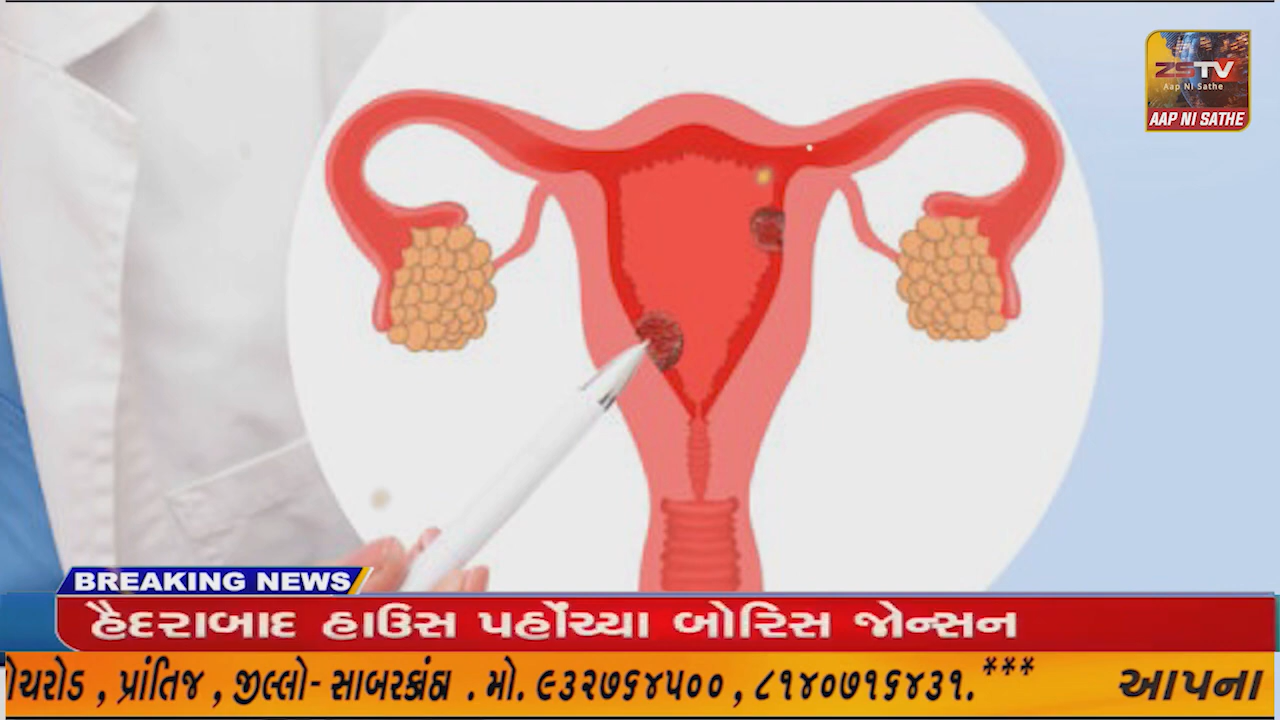 ZSTV
Aap Ni Sathe
AAP NI SATHE
BREAKING NEWS
હૈદરાબાદ હાઉસ પહોંચ્યા બોરિસ જોન્સન
ચરોડ , પ્રાંતિજ , જીલ્લો- સાબરકાંઠા . મો. ૯૩૨૭૬૪૫૦૦ , ૮૧૪૦૭૧૬૪૩૧. *** આપના